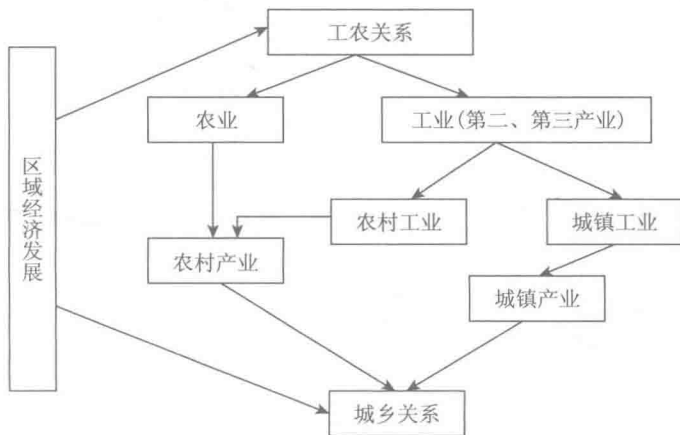 工农关系
农业
工业(第二、第三产业)
区域经济发展
农村工业
城镇工业
农村产业
城镇产业
城乡关系